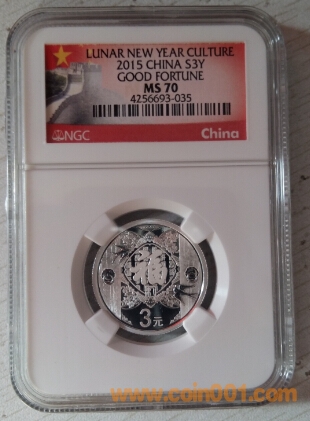 LUNAR NEW YEAR CULTURE
2015 CHINA S3Y
GOOD FORTUNE
MS 70
4256693-035
NGC
China
福
3元
www.coin001.com